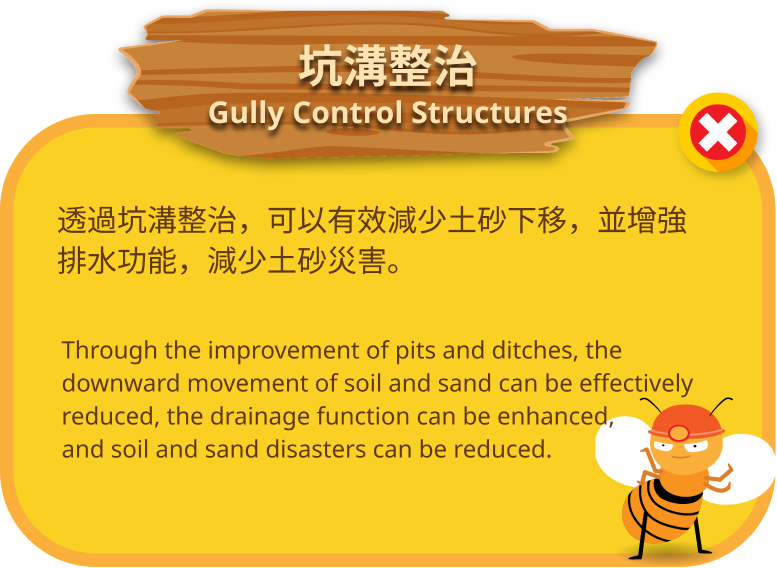 坑溝整治
Gully Control Structures
透過坑溝整治，可以有效減少土砂下移，並增強
排水功能，減少土砂災害。
Through the improvement of pits and ditches, the
downward movement of soil and sand can be effectively
reduced, the drainage function can be enhanced,
and soil and sand disasters can be reduced.